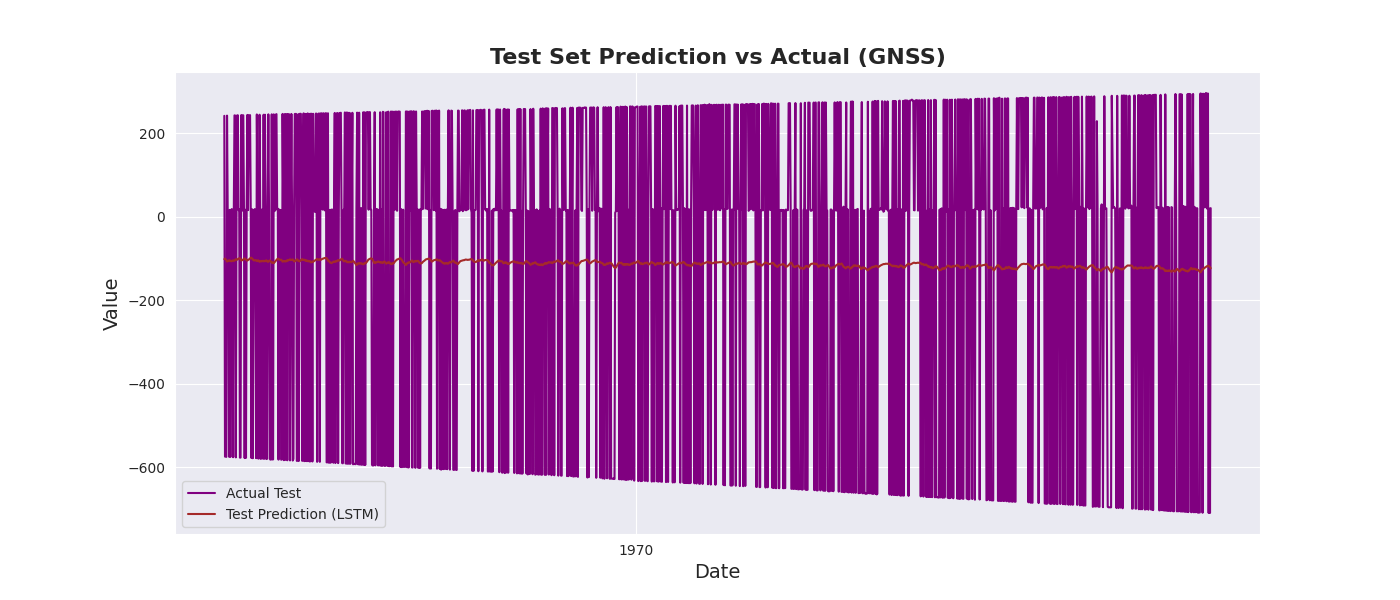 Test Set Prediction vs Actual (GNSS)
Value
200
0
−200
−400
−600
Actual Test
Test Prediction (LSTM)
1970
Date